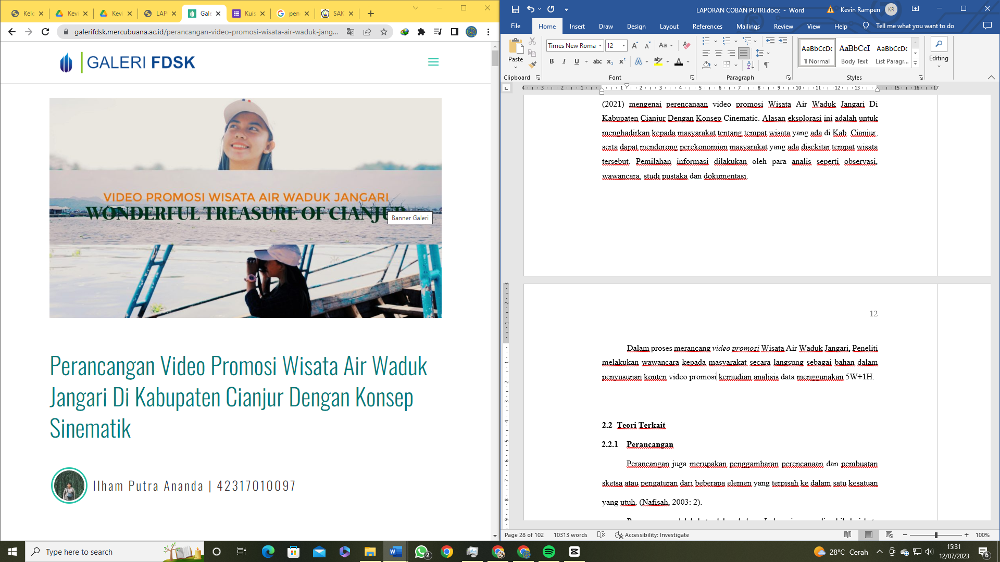 Kelc
Kevi
Kevi
LAP
Gale
Kuis
pen
SAK
galerifdsk.mercubuana.ac.id/perancangan-video-promosi-wisata-air-waduk-jang...
GALERI FDSK
VIDEO PROMOSI WISATA AIR WADUK JANGARI
WONDERFUL TREASURE OF CIANJUR
Banner Galeri
Perancangan Video Promosi Wisata Air Waduk
Jangari Di Kabupaten Cianjur Dengan Konsep
Sinematik
Ilham Putra Ananda | 42317010097
LAPORAN COBAN PUTRI.docx - Word
Kevin Rampen
KR
File Home Insert Draw Design Layout References Mailings Review View Help Tell me what you want to do
Paste
Clipboard
Times New Roma 12
Font
Paragraph
AaBbCcDc AaBbCcI AaBbCcDc
¶ Normal Body Text List Paragr...
Styles
Editing
(2021) mengenai perencanaan video promosi Wisata Air Waduk Jangari Di
Kabupaten Cianjur Dengan Konsep Cinematic. Alasan eksplorasi ini adalah untuk
menghadirkan kepada masyarakat tentang tempat wisata yang ada di Kab. Cianjur,
serta dapat mendorong perekonomian masyarakat yang ada disekitar tempat wisata
tersebut. Pemilahan informasi dilakukan oleh para analis seperti observasi,
wawancara, studi pustaka dan dokumentasi.
12
Dalam proses merancang video promosi Wisata Air Waduk Jangari, Peneliti
melakukan wawancara kepada masyarakat secara langsung sebagai bahan dalam
penyusunan konten video promosi kemudian analisis data menggunakan 5W+1H.
2.2 Teori Terkait
2.2.1 Perancangan
Perancangan juga merupakan penggambaran perencanaan dan pembuatan
sketsa atau pengaturan dari beberapa elemen yang terpisah ke dalam satu kesatuan
yang utuh. (Nafisah, 2003: 2).
Page 28 of 102 10313 words Accessibility: Investigate
100%
Type here to search
2
28°C Cerah
15:31
12/07/2023
6